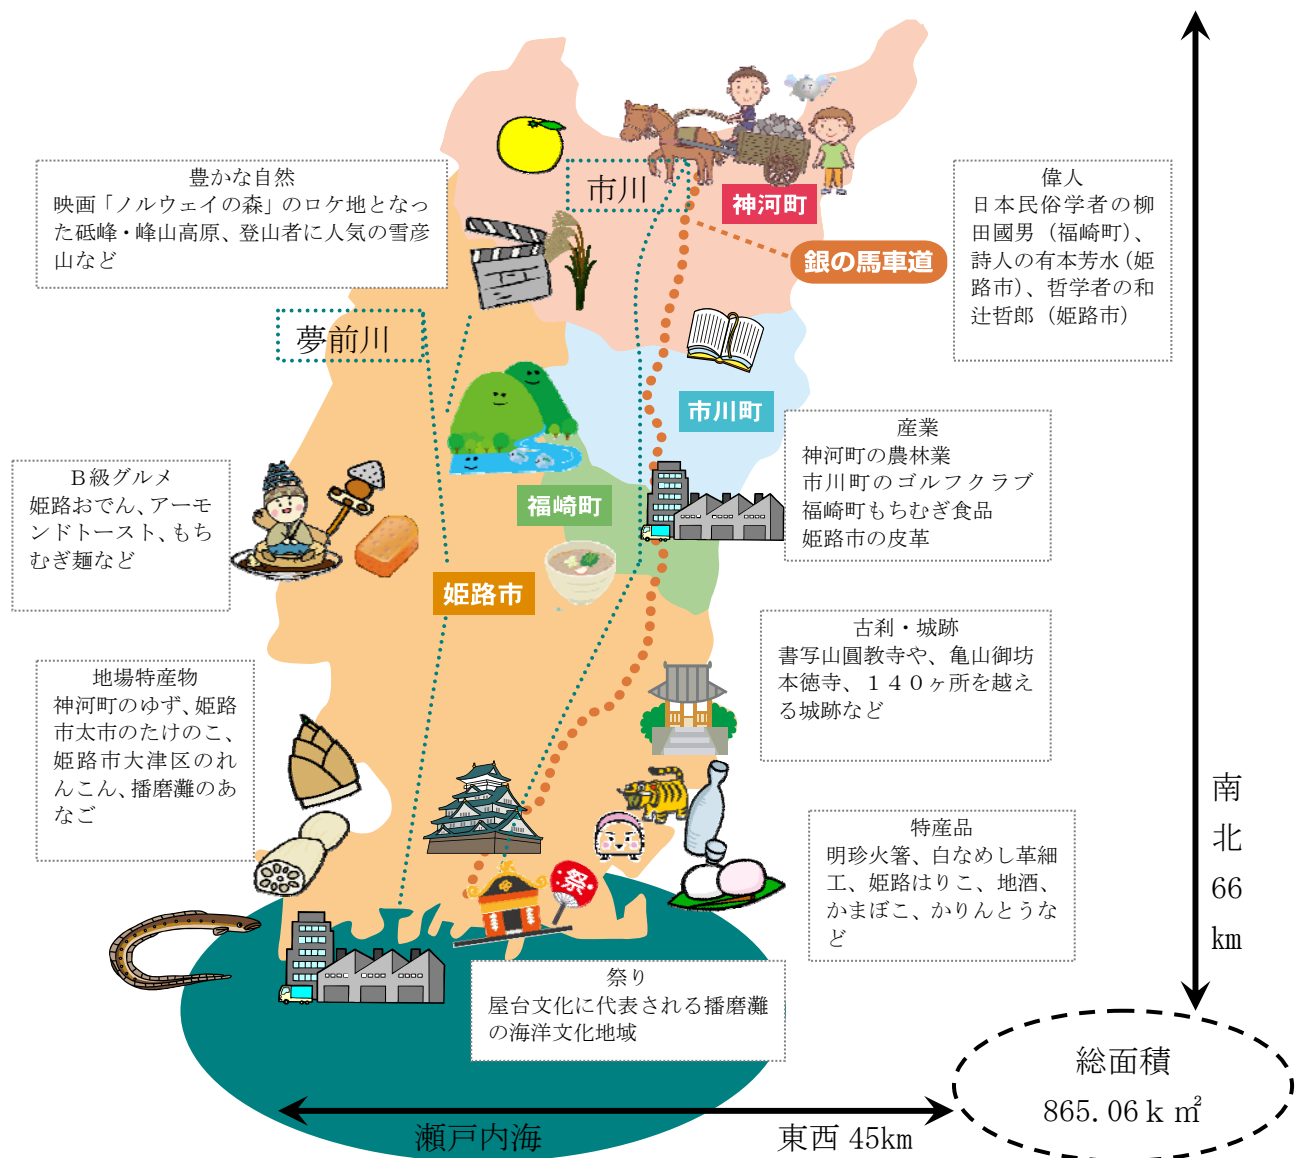 豊かな自然
映画「ノルウェイの森」のロケ地となっ
た砥峰・峰山高原、登山者に人気の雪彦
山など
市川
神河町
銀の馬車道
偉人
日本民俗学者の柳
田國男（福崎町）、
詩人の有本芳水（姫
路市）、哲学者の和
辻哲郎（姫路市）
夢前川
市川町
産業
神河町の農林業
市川町のゴルフクラブ
福崎町もちむぎ食品
姫路市の皮革
B級グルメ
姫路おでん、アーモ
ンドトースト、もち
むぎ麺など
福崎町
姫路市
古刹・城跡
書写山圓教寺や、亀山御坊
本徳寺、１４０ヶ所を越え
る城跡など
地場特産物
神河町のゆず、姫路
市太市のたけのこ、
姫路市大津区のれ
んこん、播磨灘のあ
なご
特産品
明珍火箸、白なめし革細
工、姫路はりこ、地酒、
かまぼこ、かりんとうな
ど
祭
祭り
屋台文化に代表される播磨灘
の海洋文化地域
南
北
66
km
総面積
865.06ｋ㎡
瀬戸内海
東西 45km